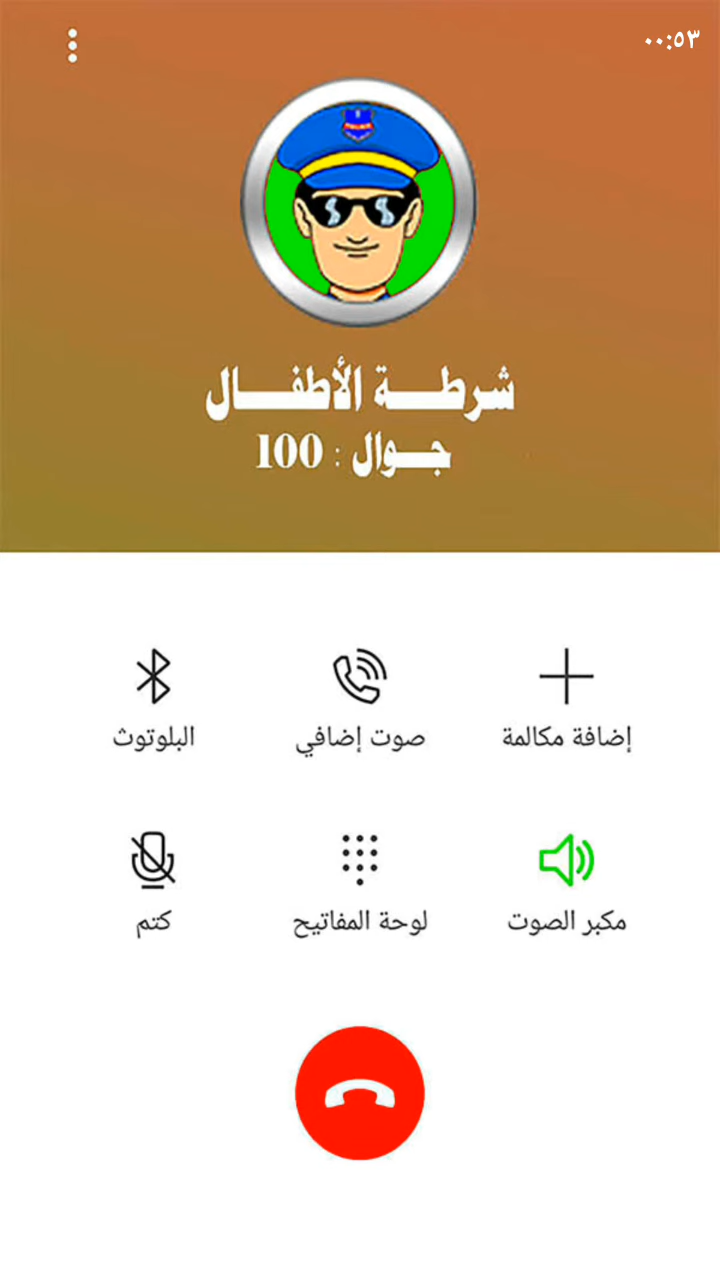 ٠٠:٥٣
شرطة الأطفال
جوال : 100
إضافة مكالمة
صوت إضافي
البلوتوث
مكبر الصوت
لوحة المفاتيح
كتم